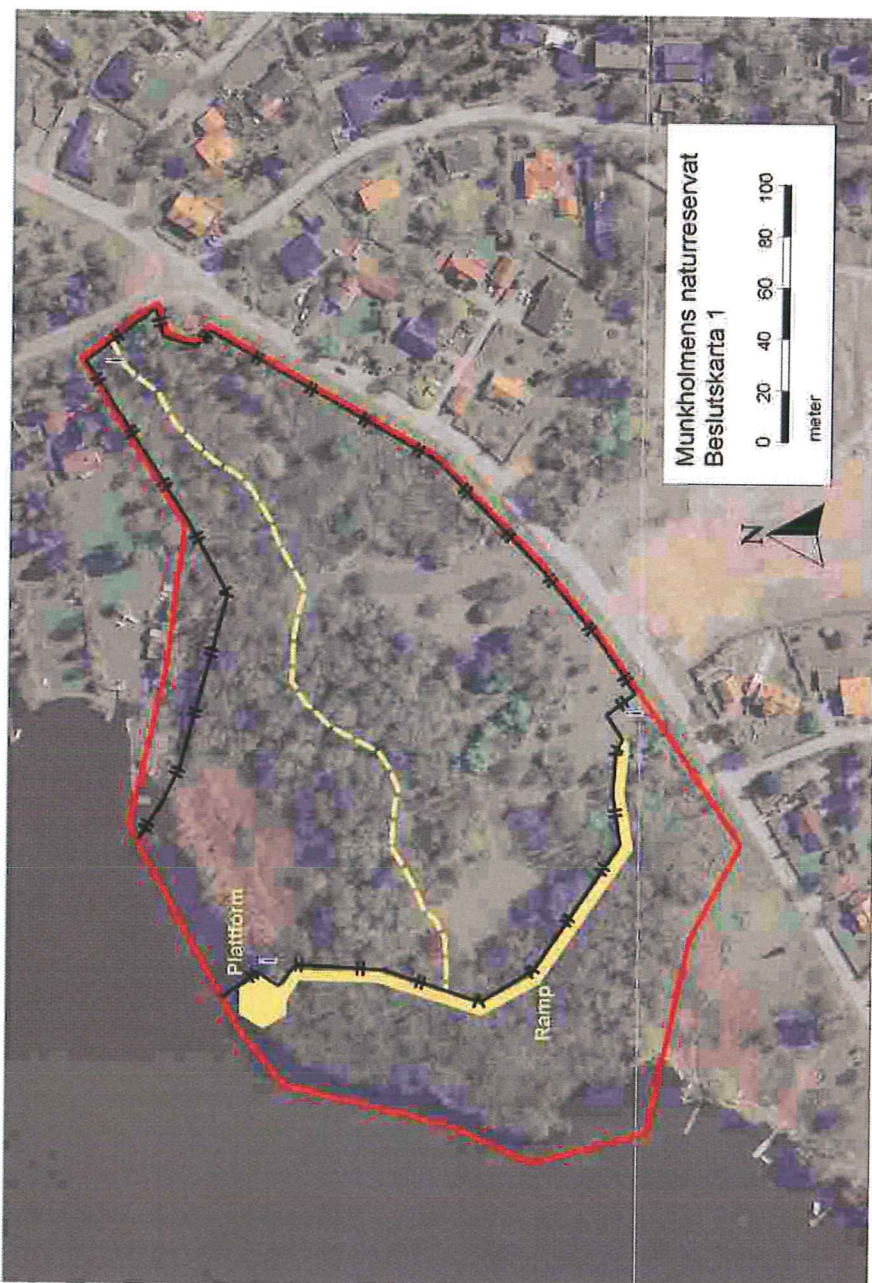 Plattform
Ramp
Munkholmens naturreservat
Beslutskarta 1
N
0 20 40 60 80 100
meter